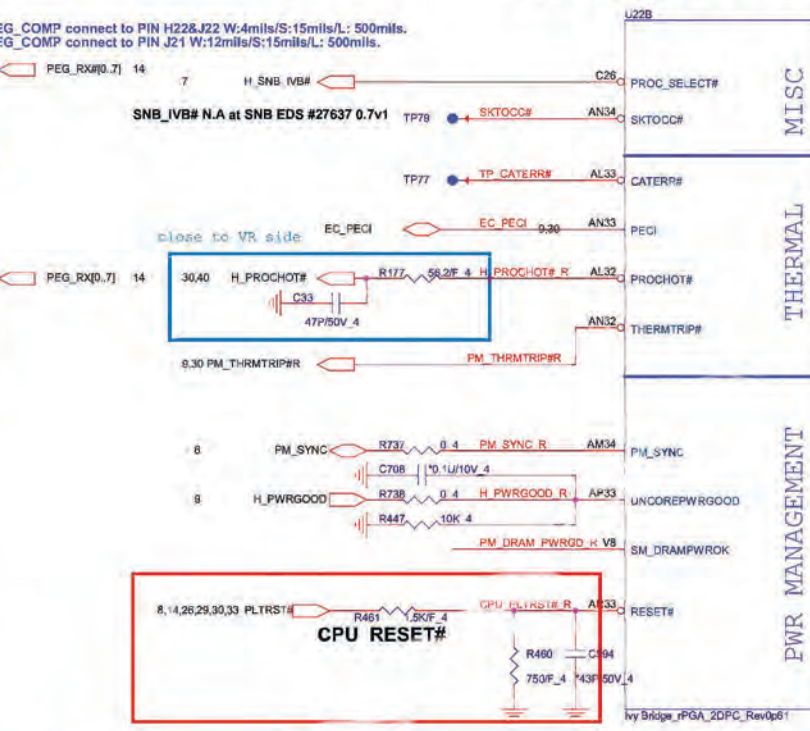 U22B
EG_COMP connect to PIN H22&J22 W:4mils/S:15mils/L: 500mils.
EG_COMP connect to PIN J21 W:12mils/S:15mils/L: 500mils.
PEG_RX#[0..7] 14
7 H_SNB_IVB# C26 PROC_SELECT#
SNB_IVB# N.A at SNB EDS #27637 0.7v1 TP79 SKTOCC# AN34 SKTOCC#
MISC
TP77 TP_CATERR# AL33 CATERR#
EC_PECI EC_PECI 9,30 AN33 PECI
close to VR side
PEG_RX[0..7] 14 30,40 H_PROCHOT# R177 56.2/F_4 H_PROCHOT#_R AL32 PROCHOT#
C33
47P/50V_4
AN32 THERMTRIP#
THERMAL
9,30 PM_THRMTRIP#R PM_THRMTRIP#R
8 PM_SYNC R737 0_4 PM_SYNC_R AM34 PM_SYNC
C708 *0.1U/10V_4
9 H_PWRGOOD R738 0_4 H_PWRGOOD_R AP33 UNCOREPWRGOOD
R447 10K_4
PM_DRAM_PWRGD_R V8 SM_DRAMPWROK
PWR MANAGEMENT
8,14,26,29,30,33 PLTRST# R461 1.5K/F_4 CPU_PLTRST#_R RESET#
CPU RESET#
R460
750/F_4 *43P/50V_4
Ivy Bridge_rPGA_2DPC_Rev0p61